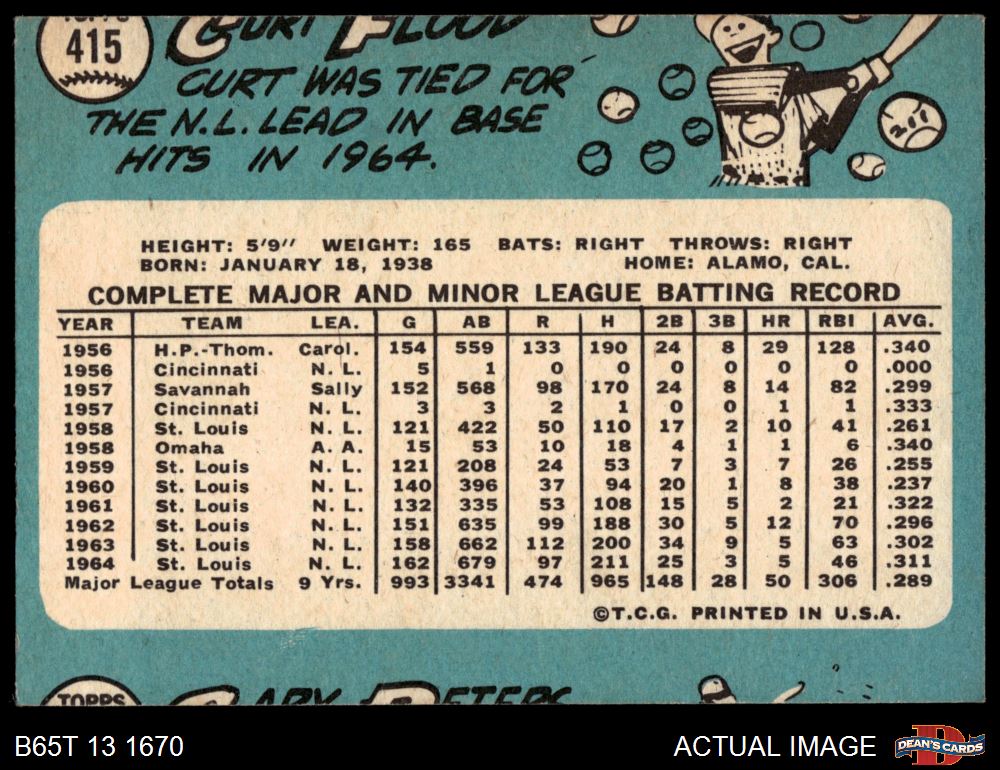 415
CURT FLOOD
CURT WAS TIED FOR
THE N.L. LEAD IN BASE
HITS IN 1964.
211
HEIGHT: 5'9" WEIGHT: 165 BATS: RIGHT THROWS: RIGHT
BORN: JANUARY 18, 1938 HOME: ALAMO, CAL.
COMPLETE MAJOR AND MINOR LEAGUE BATTING RECORD
YEAR TEAM LEA. G AB R H 2B 3B HR RBI AVG.
1956 H.P.-Thom. Carol. 154 559 133 190 24 8 29 128 .340
1956 Cincinnati N. L. 5 1 0 0 0 0 0 0 .000
1957 Savannah Sally 152 568 98 170 24 8 14 82 .299
1957 Cincinnati N. L. 3 3 2 1 0 0 1 1 .333
1958 St. Louis N. L. 121 422 50 110 17 2 10 41 .261
1958 Omaha A. A. 15 53 10 18 4 1 1 6 .340
1959 St. Louis N. L. 121 208 24 53 7 3 7 26 .255
1960 St. Louis N. L. 140 396 37 94 20 1 8 38 .237
1961 St. Louis N. L. 132 335 53 108 15 5 2 21 .322
1962 St. Louis N. L. 151 635 99 188 30 5 12 70 .296
1963 St. Louis N. L. 158 662 112 200 34 9 5 63 .302
1964 St. Louis N. L. 162 679 97 211 25 3 5 46 .311
Major League Totals 9 Yrs. 993 3341 474 965 148 28 50 306 .289
©T.C.G. PRINTED IN U.S.A.
TOPPS GARY PETERS
B65T 13 1670 ACTUAL IMAGE DEAN'S CARDS